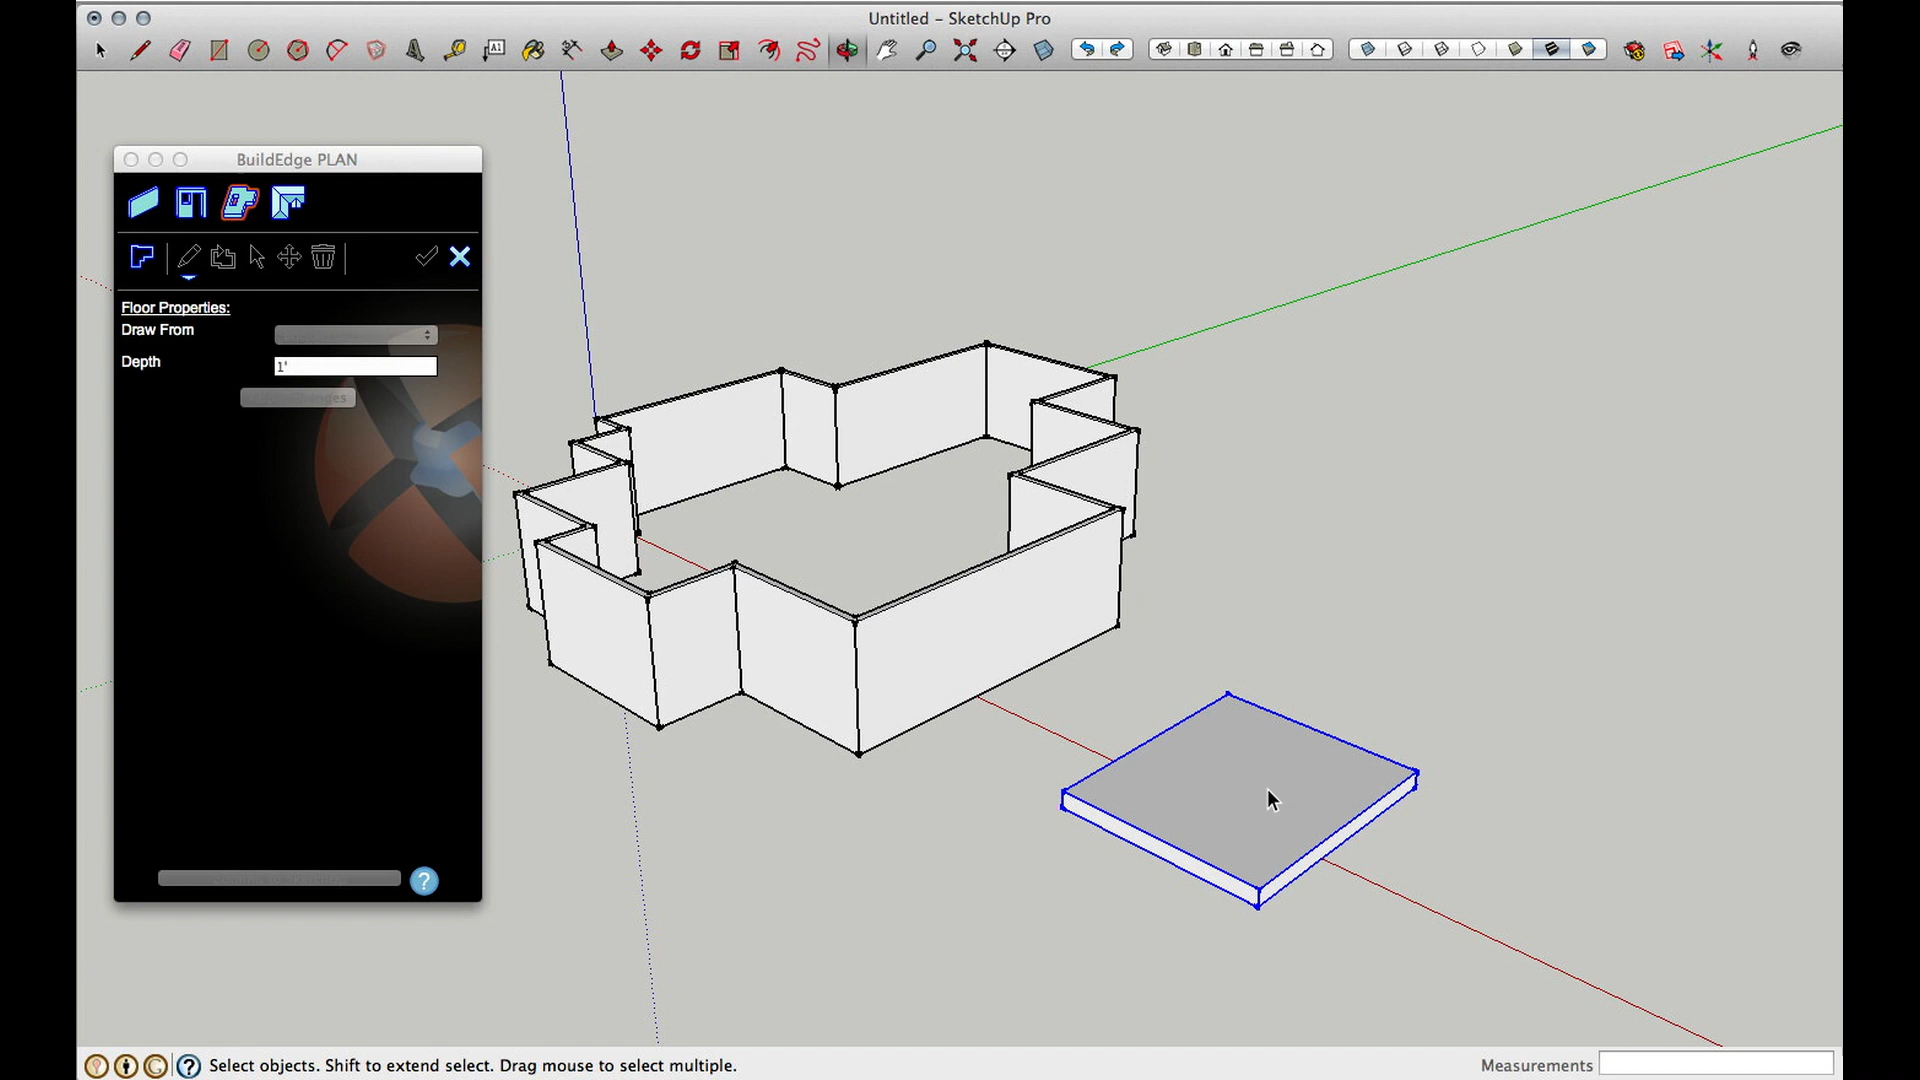 Untitled – SketchUp Pro
A1
BuildEdge PLAN
Floor Properties:
Draw From
Depth
1'
?
? Select objects. Shift to extend select. Drag mouse to select multiple.
Measurements